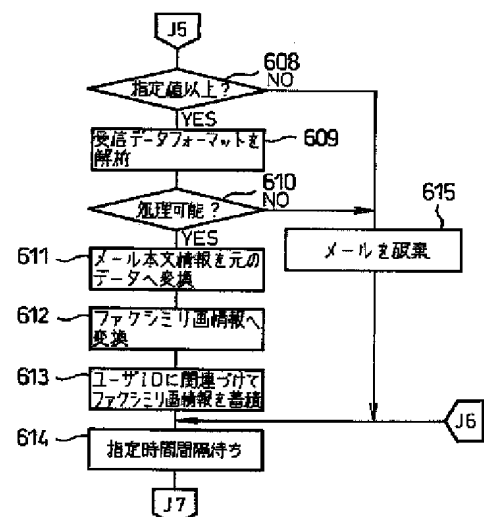 J5
608
指定値以上?
NO
YES
受信データフォーマットを
解析
609
610
処理可能?
NO
YES
615
メールを破棄
611
メール本文情報を元の
データへ変換
612
ファクシミリ画情報へ
変換
613
ユーザIDに関連づけて
ファクシミリ画情報を蓄積
J6
614
指定時間間隔待ち
J7